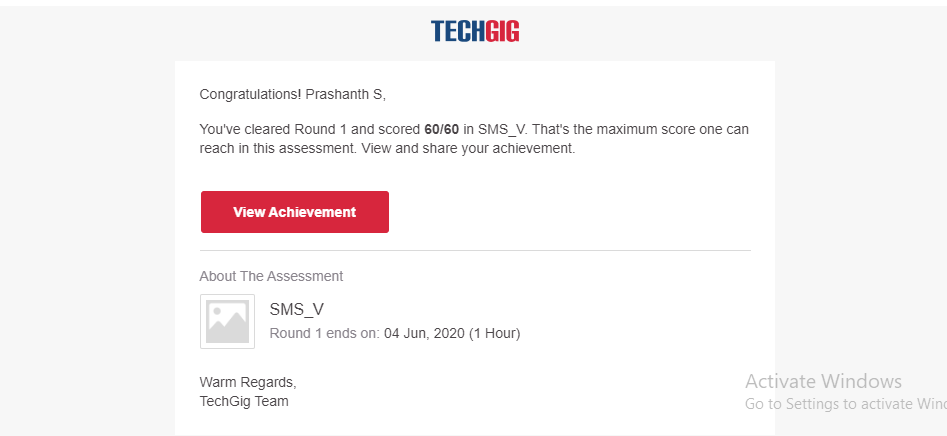 TECHGIG
Congratulations! Prashanth S,
You've cleared Round 1 and scored 60/60 in SMS_V. That's the maximum score one can
reach in this assessment. View and share your achievement.
View Achievement
About The Assessment
SMS_V
Round 1 ends on: 04 Jun, 2020 (1 Hour)
Warm Regards,
TechGig Team
Activate Windows
Go to Settings to activate